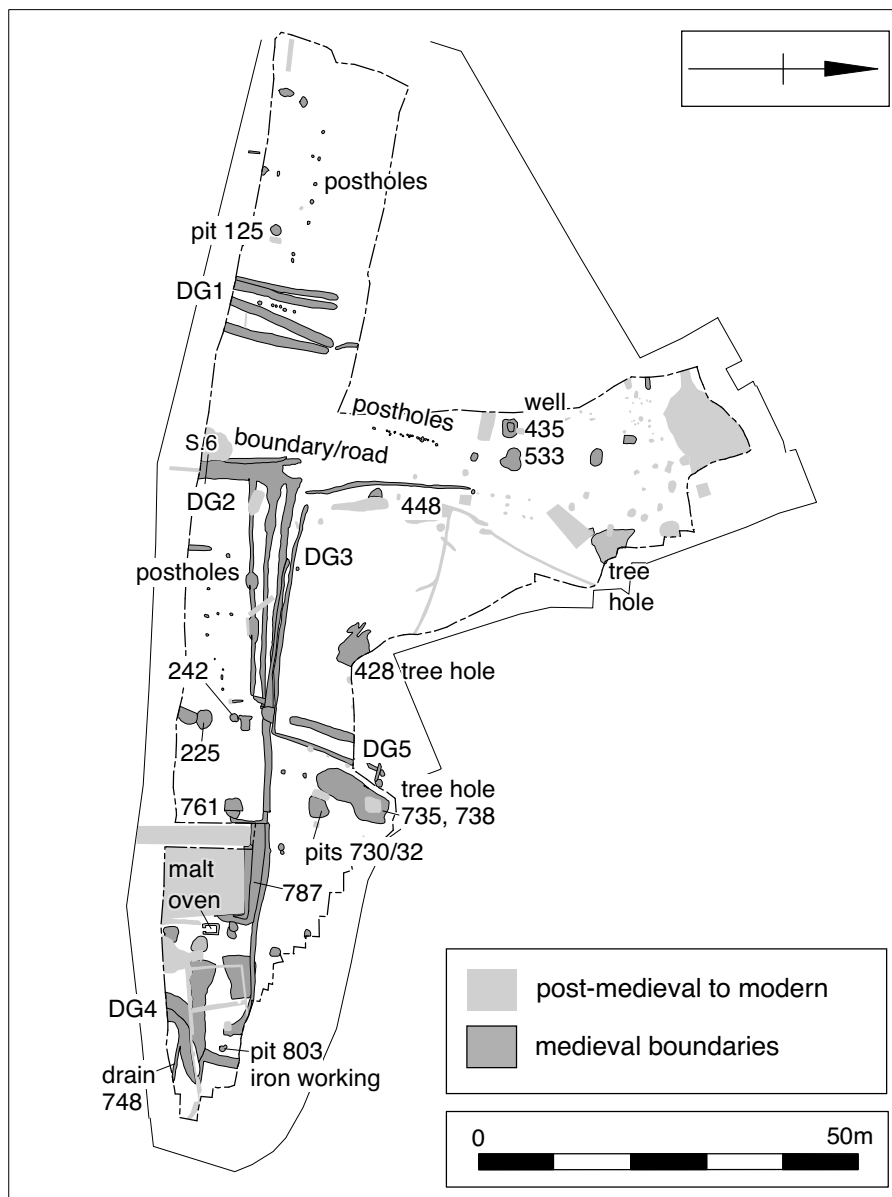 postholes
pit 125
DG1
postholes
well
435
533
S.6
boundary/road
DG2
448
DG3
postholes
tree
hole
242
428 tree hole
225
DG5
761
tree hole
735, 738
pits 730/32
malt
oven
787
DG4
drain
748
pit 803
iron working
post-medieval to modern
medieval boundaries
0
50m